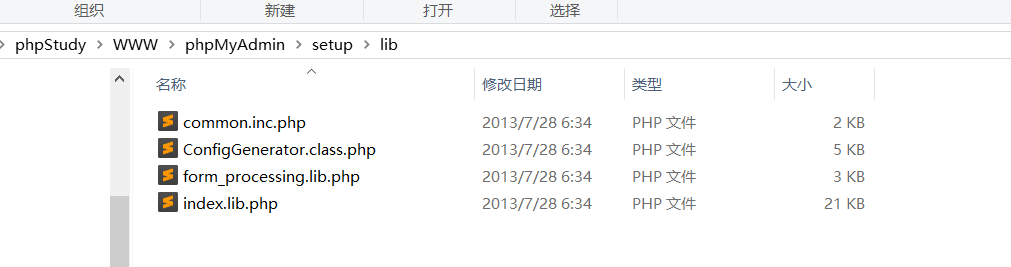 组织 新建 打开 选择
phpStudy > WWW > phpMyAdmin > setup > lib
名称 修改日期 类型 大小
common.inc.php 2013/7/28 6:34 PHP 文件 2 KB
ConfigGenerator.class.php 2013/7/28 6:34 PHP 文件 5 KB
form_processing.lib.php 2013/7/28 6:34 PHP 文件 3 KB
index.lib.php 2013/7/28 6:34 PHP 文件 21 KB